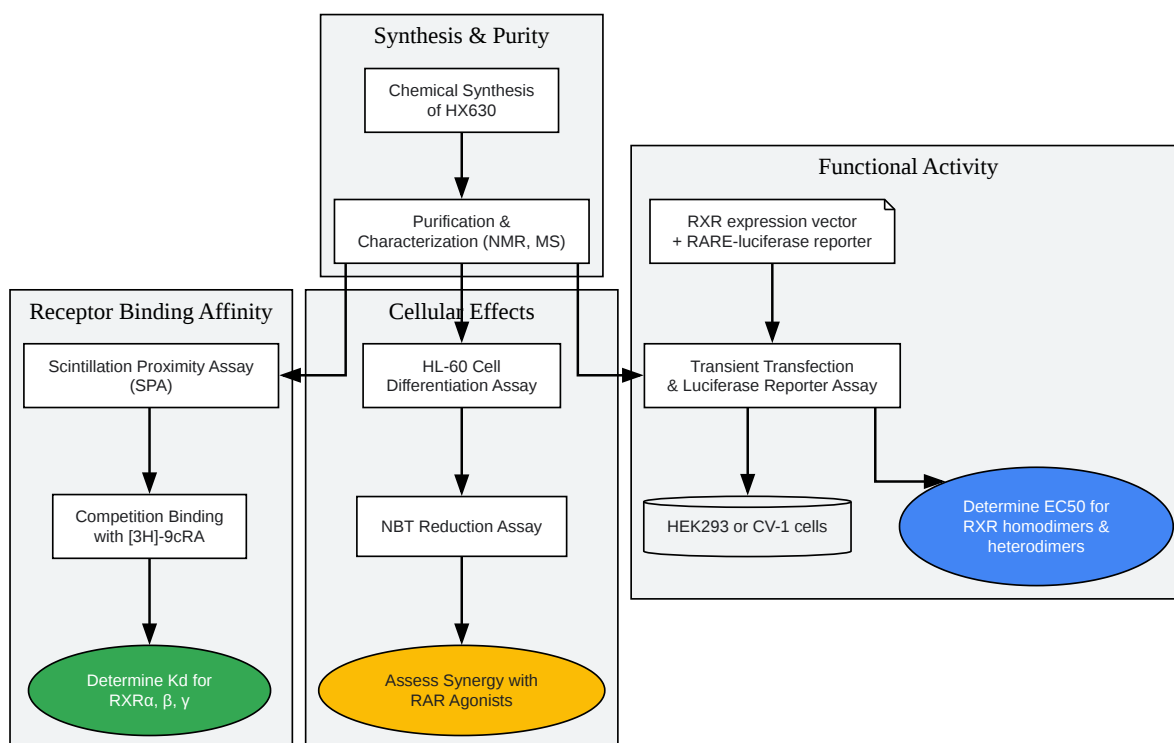 Synthesis & Purity
Chemical Synthesis
of HX630
Purification &
Characterization (NMR, MS)
Receptor Binding Affinity
Scintillation Proximity Assay
(SPA)
Competition Binding
with [3H]-9cRA
Determine Kd for
RXRα, β, γ
Cellular Effects
HL-60 Cell
Differentiation Assay
NBT Reduction Assay
Assess Synergy with
RAR Agonists
Functional Activity
RXR expression vector
+ RARE-luciferase reporter
Transient Transfection
& Luciferase Reporter Assay
HEK293 or CV-1 cells
Determine EC50 for
RXR homodimers &
heterodimers